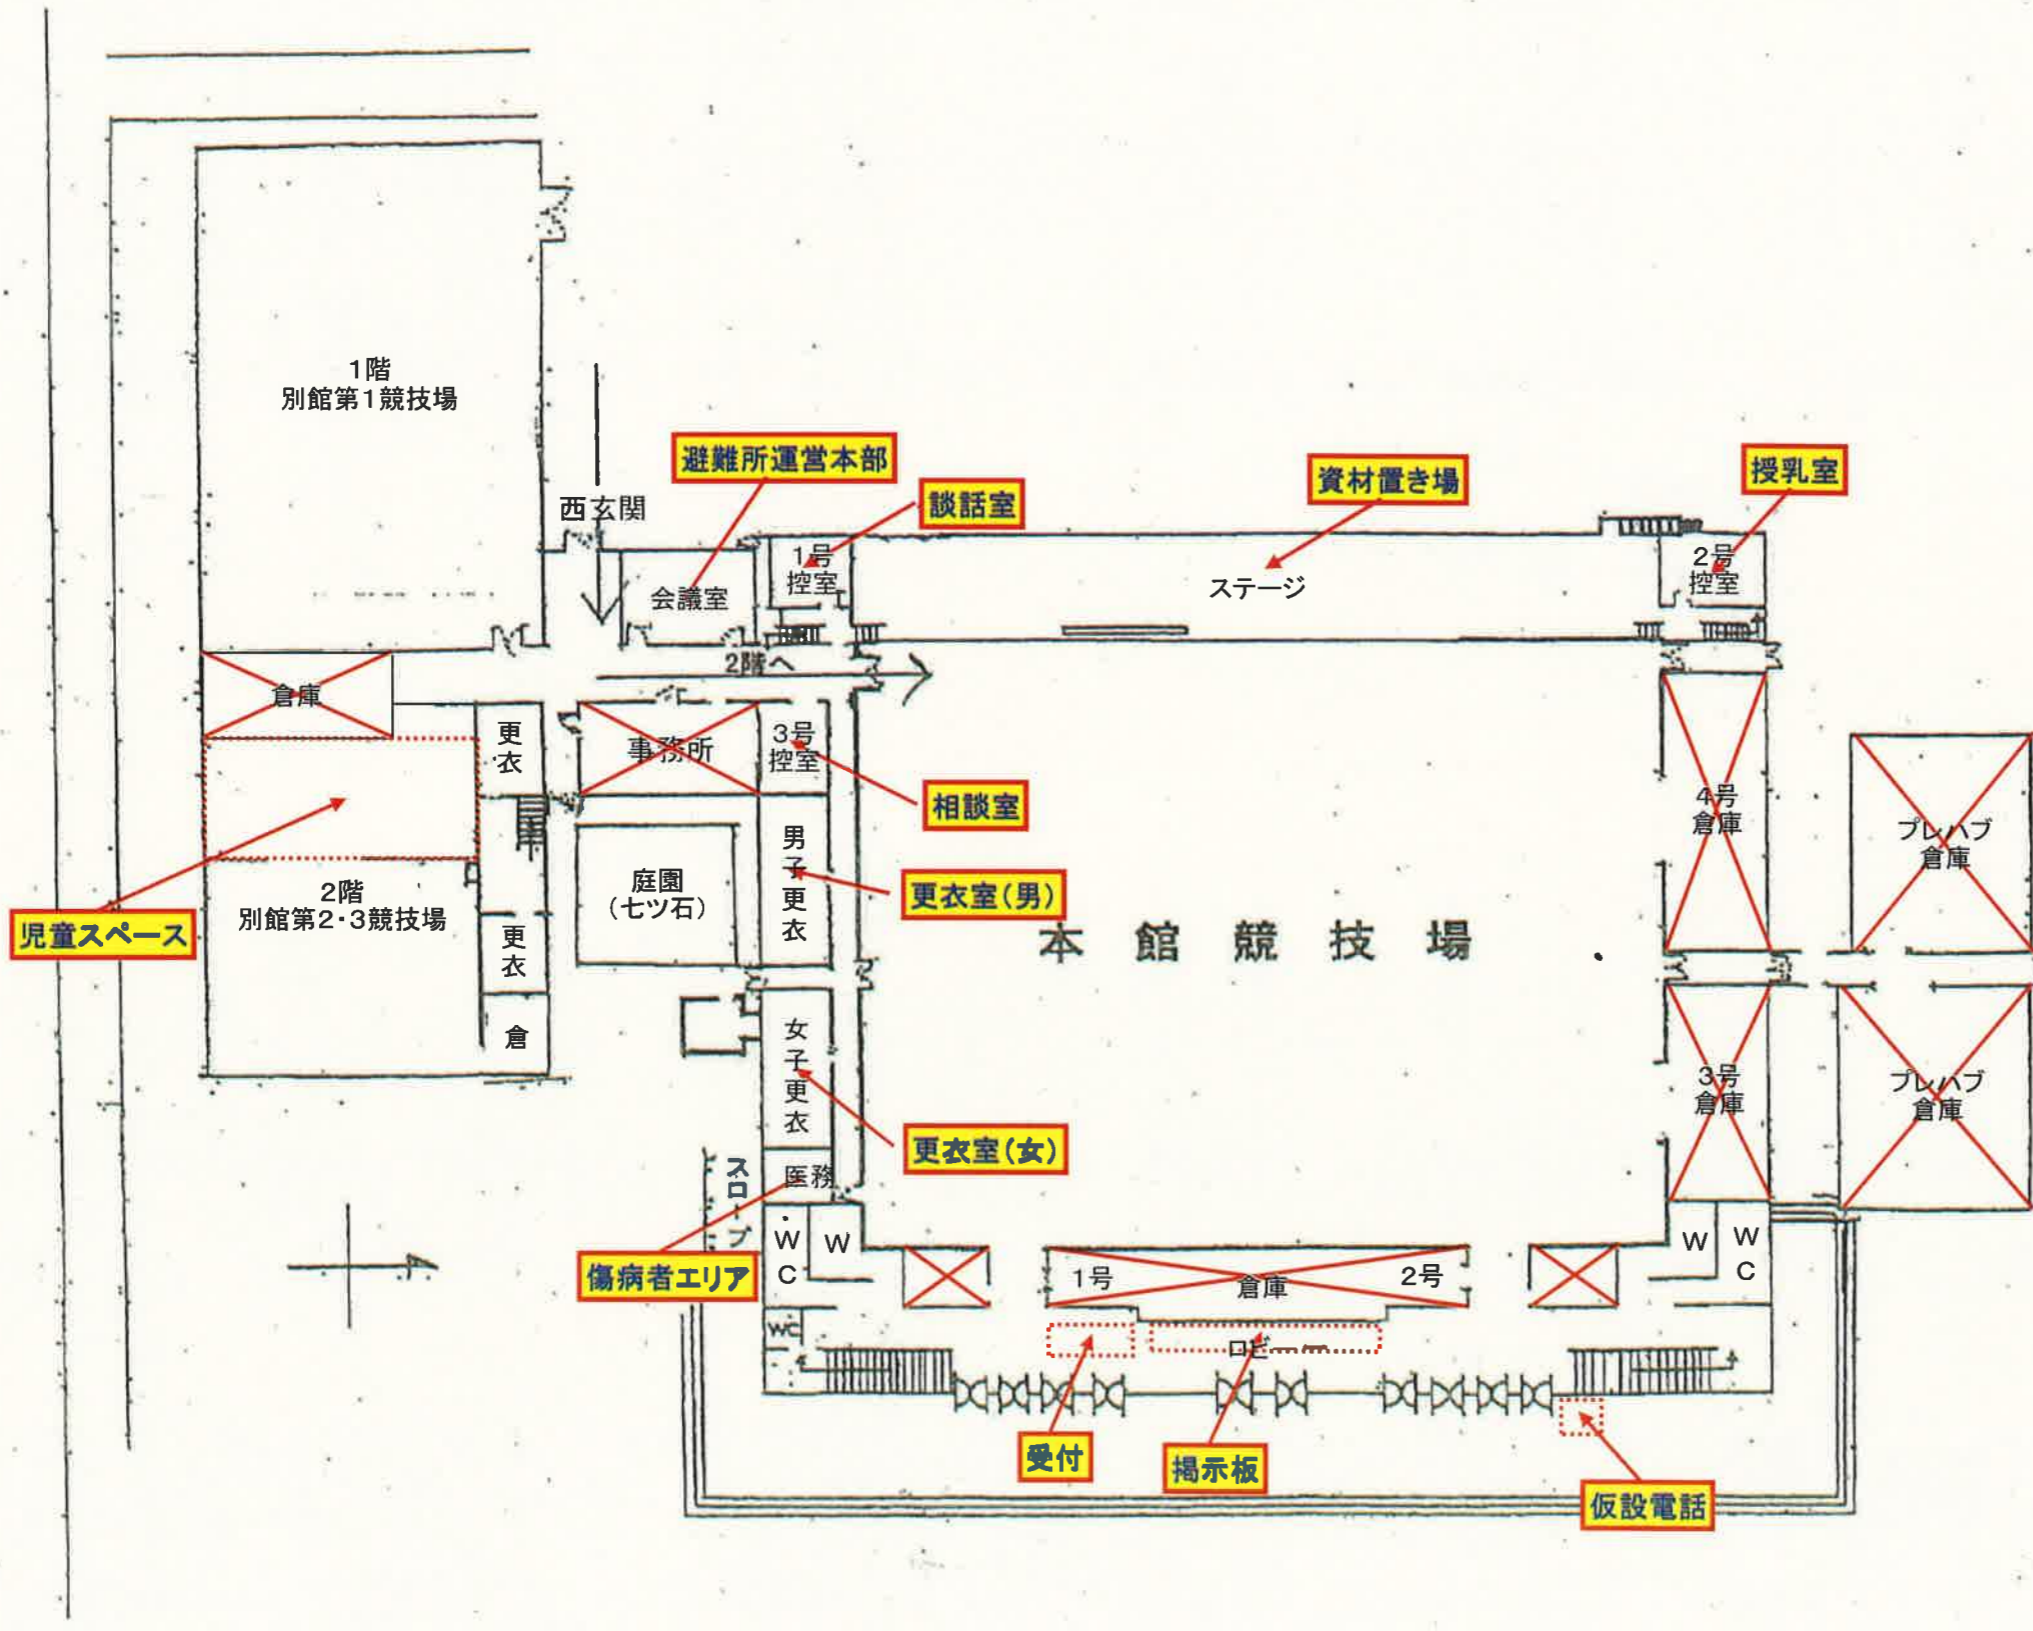 1階
別館第1競技場
避難所運営本部
談話室
資材置き場
授乳室
西玄関
会議室
1号
控室
ステージ
2号
控室
2階へ
倉庫
更衣
事務所
3号
控室
相談室
4号
倉庫
プレハブ
倉庫
児童スペース
2階
別館第2・3競技場
更衣
倉
庭園
(七ツ石)
男子更衣
更衣室(男)
本館競技場
女子更衣
更衣室(女)
3号
倉庫
プレハブ
倉庫
医務
スロープ
傷病者エリア
WC
W
WC
1号
倉庫
2号
W
WC
ロビー
受付
掲示板
仮設電話